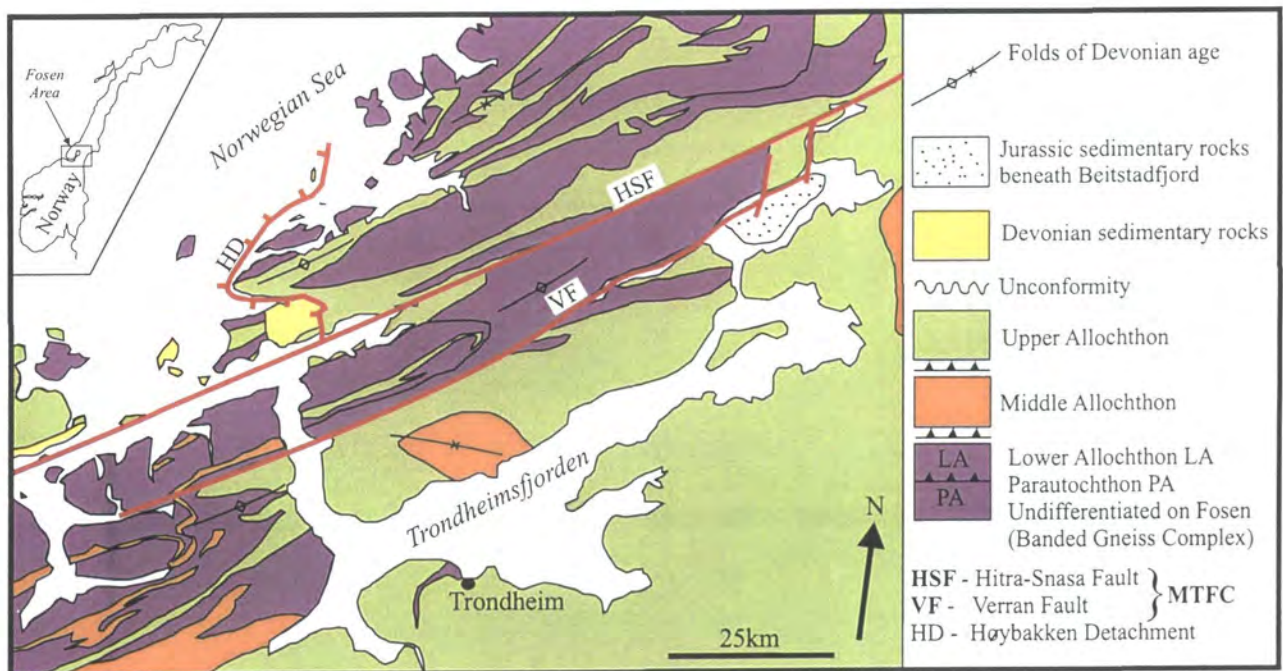 Fosen
Area
Norway
Norwegian Sea
HD
HSF
VF
Trondheimsfjorden
Trondheim
N
25km
Folds of Devonian age
Jurassic sedimentary rocks
beneath Beitstadfjord
Devonian sedimentary rocks
Unconformity
Upper Allochthon
Middle Allochthon
LA
PA
Lower Allochthon LA
Parautochthon PA
Undifferentiated on Fosen
(Banded Gneiss Complex)
HSF - Hitra-Snasa Fault
VF - Verran Fault
MTFC
HD - Høybakken Detachment